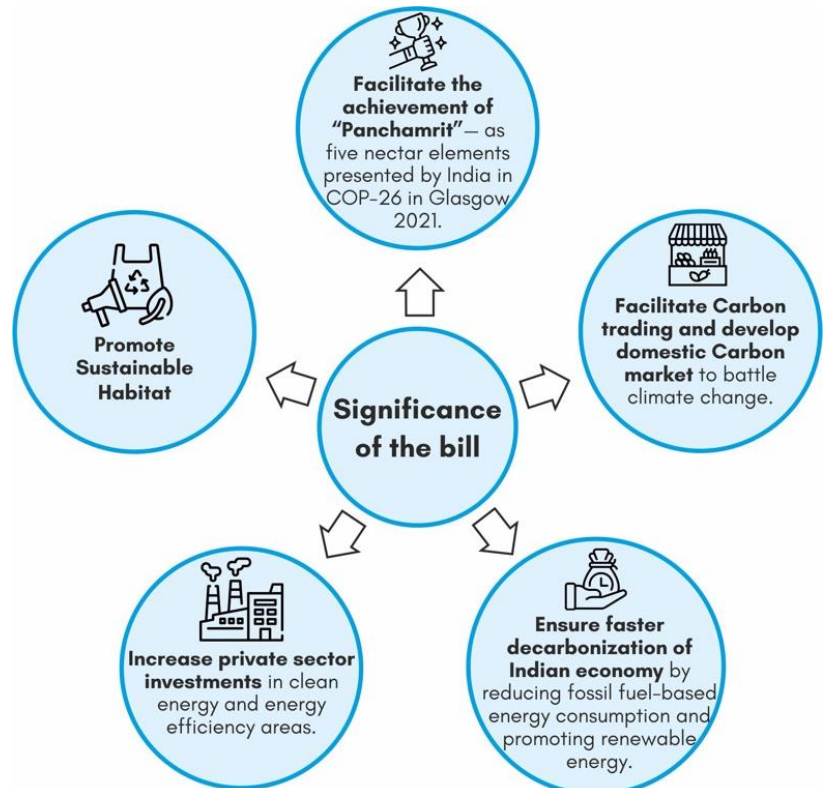 Facilitate the
achievement of
“Panchamrit”— as
five nectar elements
presented by India in
COP-26 in Glasgow
2021.
Promote
Sustainable
Habitat
Facilitate Carbon
trading and develop
domestic Carbon
market to battle
climate change.
Significance
of the bill
Increase private sector
investments in clean
energy and energy
efficiency areas.
Ensure faster
decarbonization of
Indian economy by
reducing fossil fuel-based
energy consumption and
promoting renewable
energy.